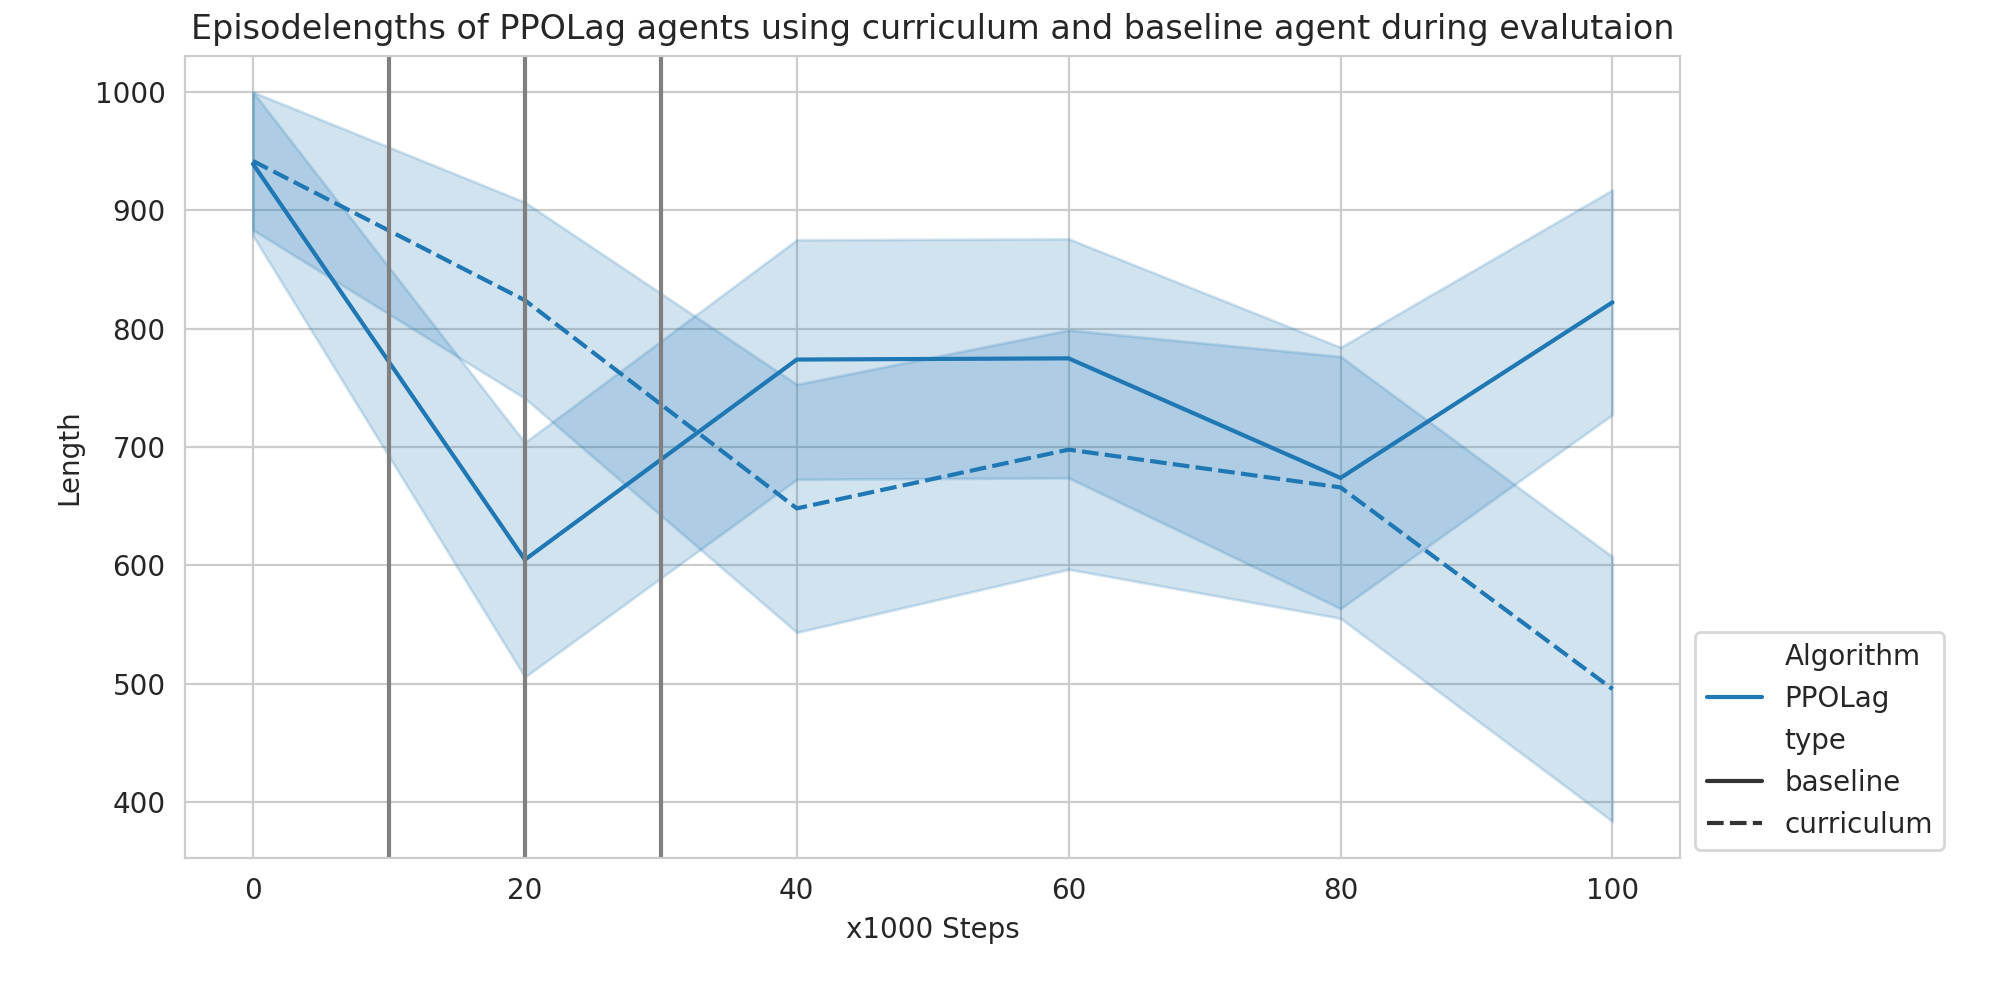 Episodelengths of PPOLag agents using curriculum and baseline agent during evalutaion
1000
900
800
700
600
500
400
Length
0 20 40 60 80 100
x1000 Steps
Algorithm
PPOLag
type
baseline
curriculum